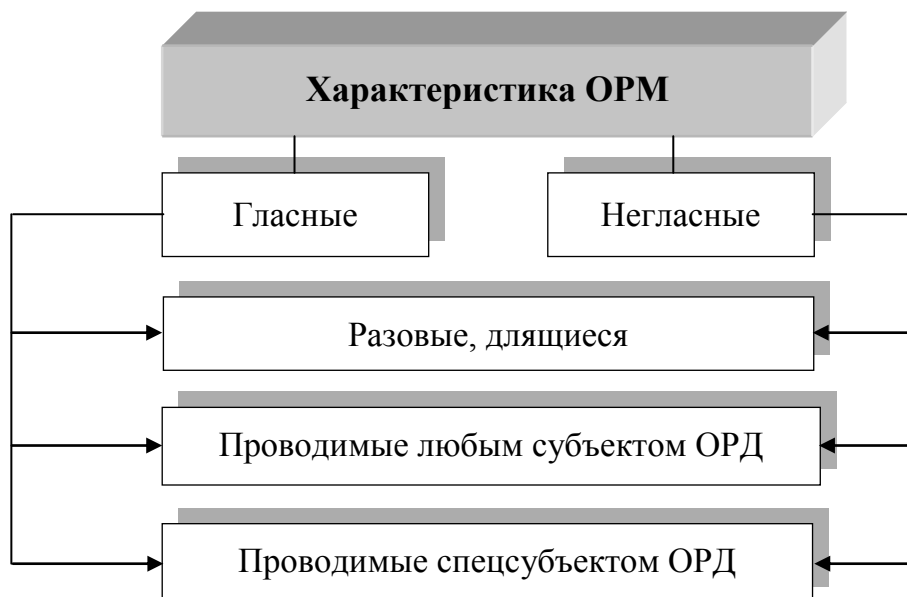 Характеристика ОРМ
Гласные
Негласные
Разовые, длящиеся
Проводимые любым субъектом ОРД
Проводимые спецсубъектом ОРД